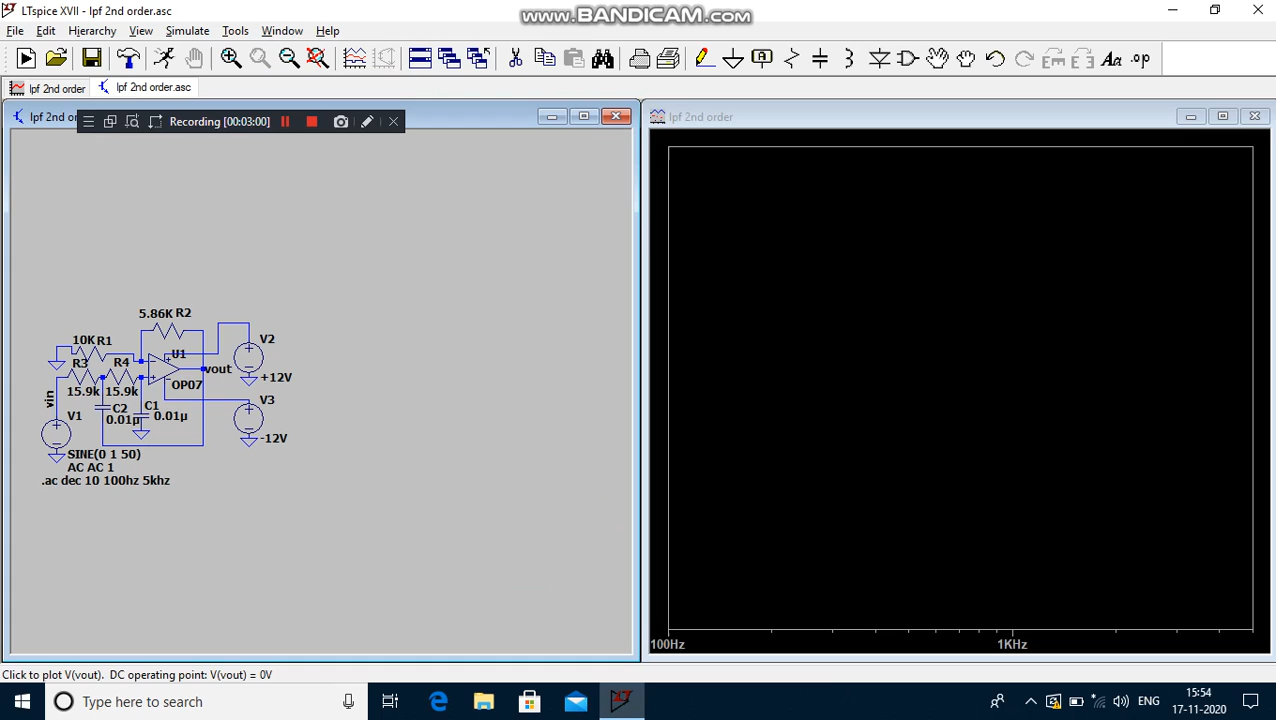 LTspice XVII - lpf 2nd order.asc
www.BANDICAM.com
File Edit Hierarchy View Simulate Tools Window Help
lpf 2nd order
lpf 2nd order.asc
lpf 2nd or
Recording [00:03:00]
lpf 2nd order
5.86K R2
10K R1
R3 R4
U1
V2
vout
+12V
15.9k 15.9k
OP07
vin
V1
C2 C1
0.01µ 0.01µ
V3
-12V
SINE(0 1 50)
AC AC 1
.ac dec 10 100hz 5khz
100Hz 1KHz
Click to plot V(vout). DC operating point: V(vout) = 0V
Type here to search
ENG
15:54
17-11-2020